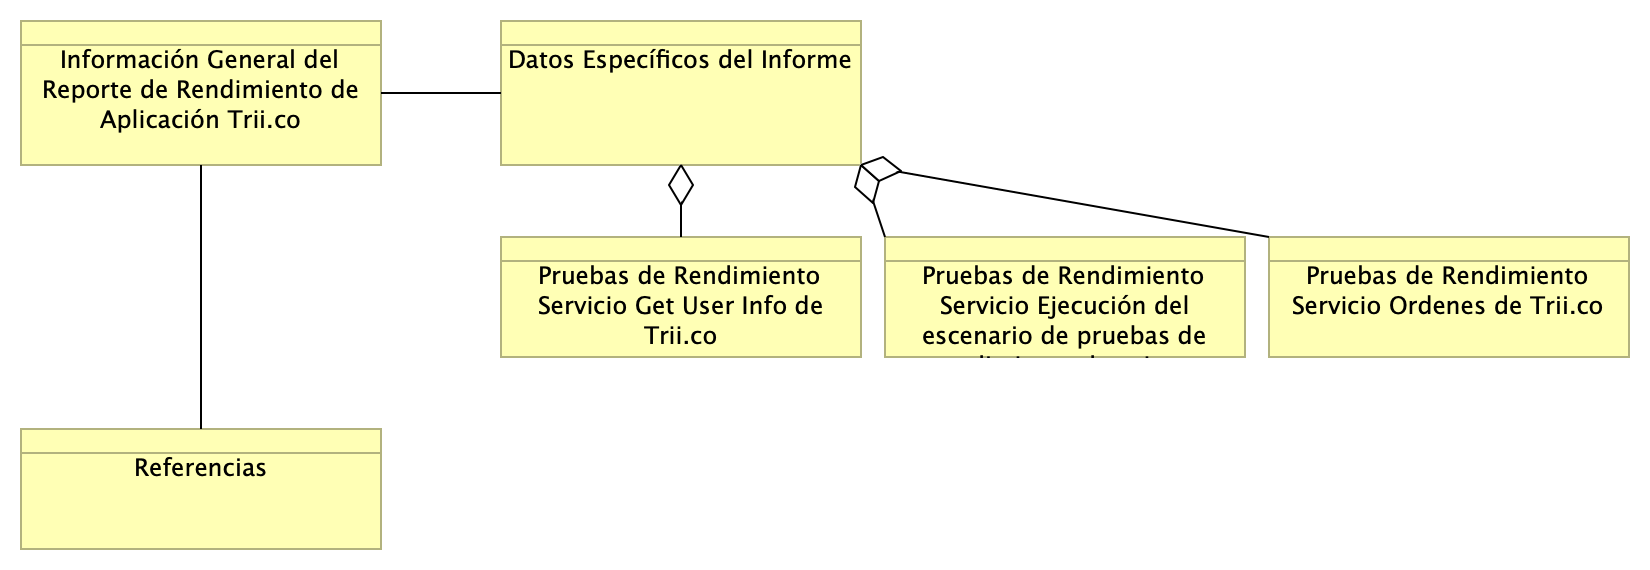 Información General del
Reporte de Rendimiento de
Aplicación Trii.co
Datos Específicos del Informe
Pruebas de Rendimiento
Servicio Get User Info de
Trii.co
Pruebas de Rendimiento
Servicio Ejecución del
escenario de pruebas de
Pruebas de Rendimiento
Servicio Ordenes de Trii.co
Referencias